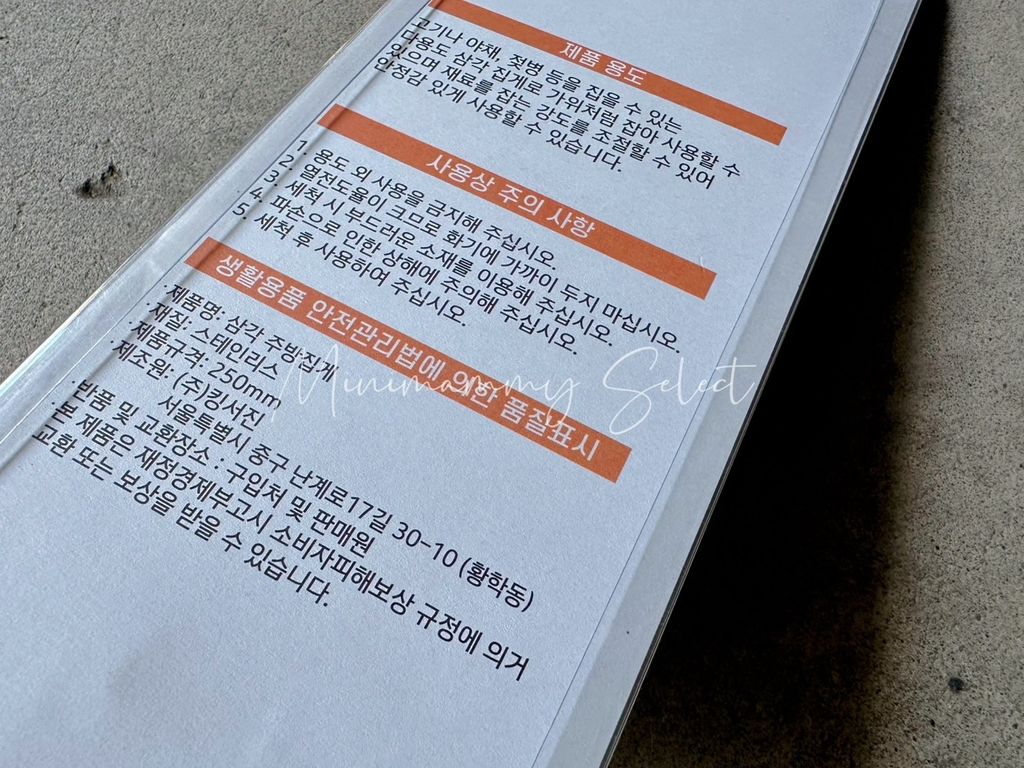 제품 용도
고기나 야채, 젖병 등을 집을 수 있는
다용도 삼각 집게로 가위처럼 잡아 사용할 수
있으며 재료를 잡는 강도를 조절할 수 있어
안정감 있게 사용할 수 있습니다.
사용상 주의 사항
1. 용도 외 사용을 금지해 주십시오.
2. 열전도율이 크므로 화기에 가까이 두지 마십시오.
3. 세척 시 부드러운 소재를 이용해 주십시오.
4. 파손으로 인한 상해에 주의해 주십시오.
5. 세척 후 사용하여 주십시오.
생활용품 안전관리법에 의한 품질표시
·제품명: 삼각 주방집게
·재질: 스테인리스
·제품규격: 250mm
·제조원: (주)킹서진
서울특별시 중구 난계로17길 30-10 (황학동)
·반품 및 교환장소 : 구입처 및 판매원
·본 제품은 재정경제부고시 소비자피해보상 규정에 의거
교환 또는 보상을 받을 수 있습니다.
Minimanomy Select